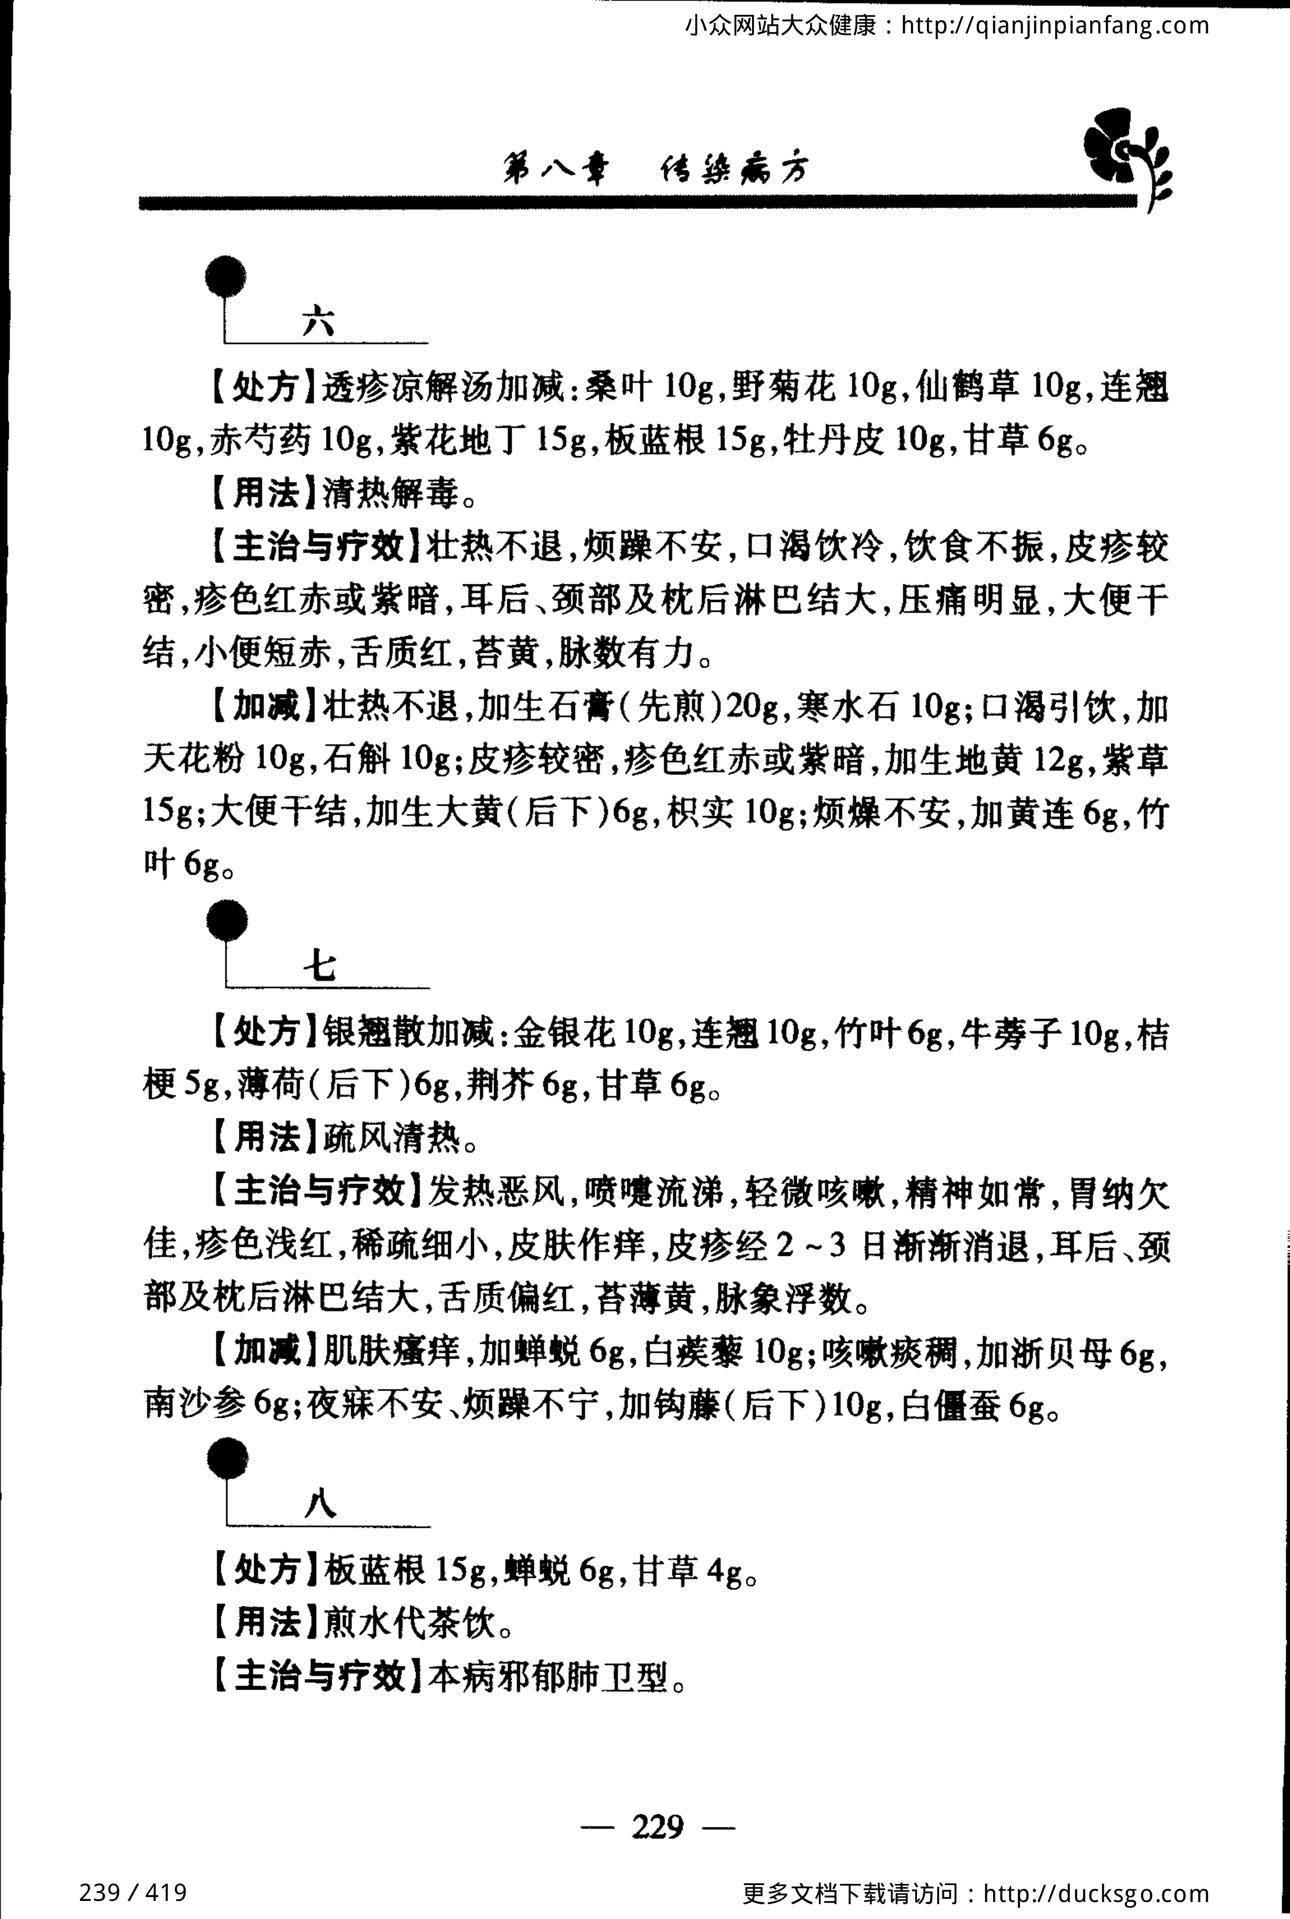 小众网站大众健康：http://qianjinpianfang.com
第八章 传染病方
六
【处方】透疹凉解汤加减：桑叶 10g，野菊花 10g，仙鹤草 10g，连翘
10g，赤芍药 10g，紫花地丁 15g，板蓝根 15g，牡丹皮 10g，甘草 6g。
【用法】清热解毒。
【主治与疗效】壮热不退，烦躁不安，口渴饮冷，饮食不振，皮疹较
密，疹色红赤或紫暗，耳后、颈部及枕后淋巴结大，压痛明显，大便干
结，小便短赤，舌质红，苔黄，脉数有力。
【加减】壮热不退，加生石膏（先煎）20g，寒水石 10g；口渴引饮，加
天花粉 10g，石斛 10g；皮疹较密，疹色红赤或紫暗，加生地黄 12g，紫草
15g；大便干结，加生大黄（后下）6g，枳实 10g；烦燥不安，加黄连 6g，竹
叶 6g。
七
【处方】银翘散加减：金银花 10g，连翘 10g，竹叶 6g，牛蒡子 10g，桔
梗 5g，薄荷（后下）6g，荆芥 6g，甘草 6g。
【用法】疏风清热。
【主治与疗效】发热恶风，喷嚏流涕，轻微咳嗽，精神如常，胃纳欠
佳，疹色浅红，稀疏细小，皮肤作痒，皮疹经 2 ~ 3 日渐渐消退，耳后、颈
部及枕后淋巴结大，舌质偏红，苔薄黄，脉象浮数。
【加减】肌肤瘙痒，加蝉蜕 6g，白蒺藜 10g；咳嗽痰稠，加浙贝母 6g，
南沙参 6g；夜寐不安、烦躁不宁，加钩藤（后下）10g，白僵蚕 6g。
八
【处方】板蓝根 15g，蝉蜕 6g，甘草 4g。
【用法】煎水代茶饮。
【主治与疗效】本病邪郁肺卫型。
— 229 —
239 / 419
更多文档下载请访问：http://ducksgo.com